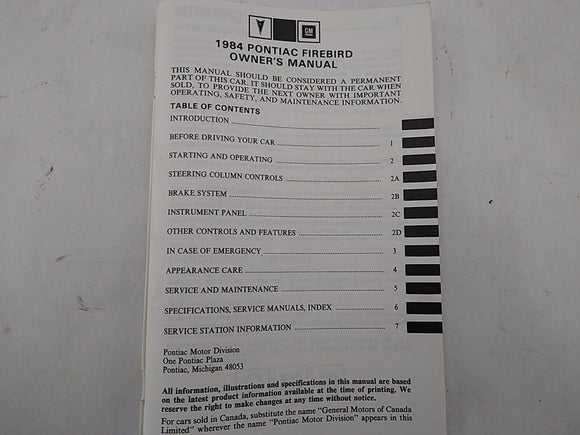 GM
1984 PONTIAC FIREBIRD
OWNER'S MANUAL
THIS MANUAL SHOULD BE CONSIDERED A PERMANENT
PART OF THIS CAR. IT SHOULD STAY WITH THE CAR WHEN
SOLD, TO PROVIDE THE NEXT OWNER WITH IMPORTANT
OPERATING, SAFETY, AND MAINTENANCE INFORMATION.
TABLE OF CONTENTS
INTRODUCTION
BEFORE DRIVING YOUR CAR 1
STARTING AND OPERATING 2
STEERING COLUMN CONTROLS 2A
BRAKE SYSTEM 2B
INSTRUMENT PANEL 2C
OTHER CONTROLS AND FEATURES 2D
IN CASE OF EMERGENCY 3
APPEARANCE CARE 4
SERVICE AND MAINTENANCE 5
SPECIFICATIONS, SERVICE MANUALS, INDEX 6
SERVICE STATION INFORMATION 7
Pontiac Motor Division
One Pontiac Plaza
Pontiac, Michigan 48053
All information, illustrations and specifications in this manual are based
on the latest product information available at the time of printing. We
reserve the right to make changes at any time without notice.
For cars sold in Canada, substitute the name "General Motors of Canada
Limited" wherever the name "Pontiac Motor Division" appears in this